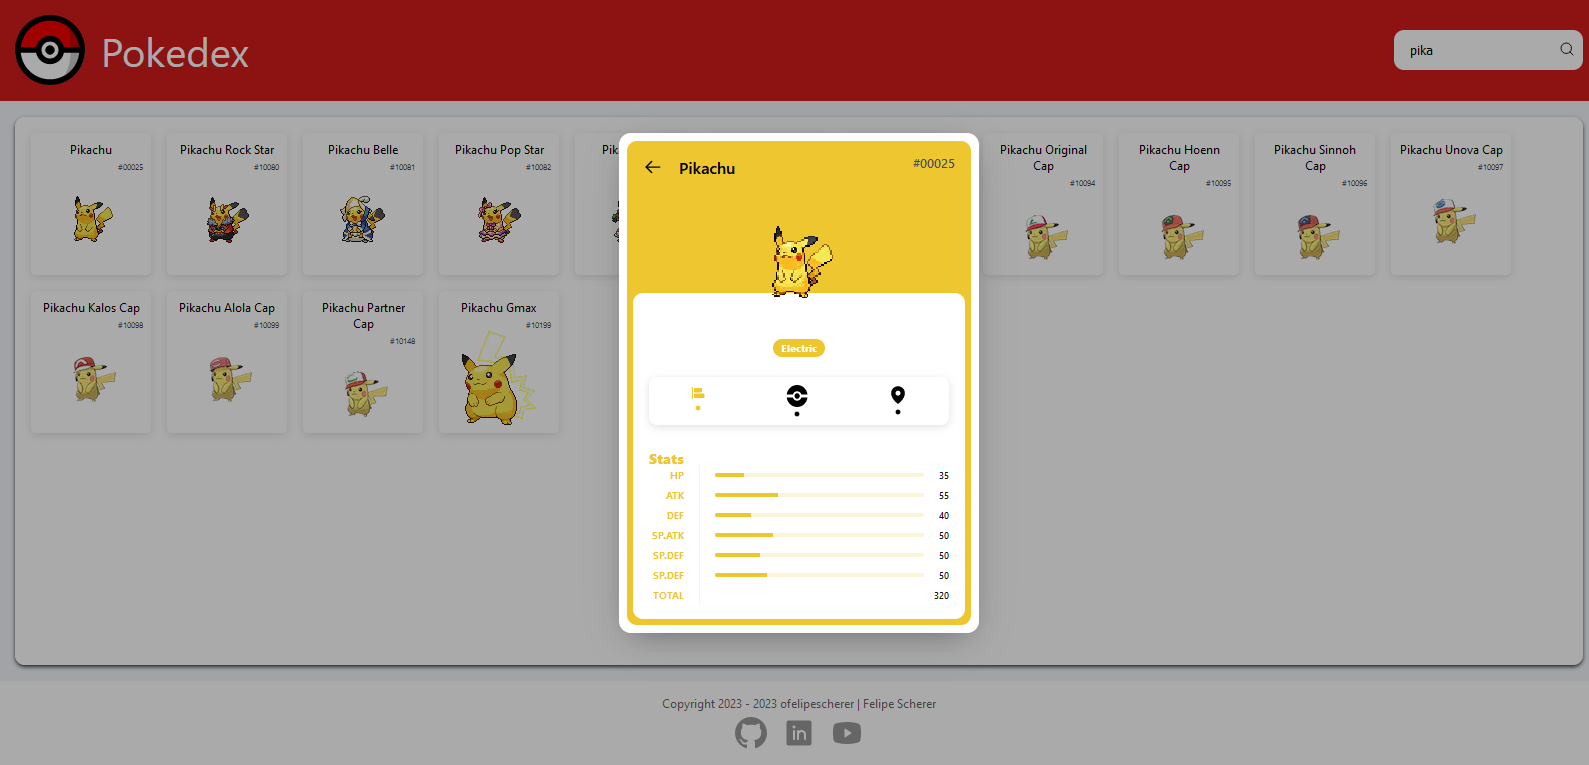 Pokedex
pika
Pikachu
#00025
Pikachu Rock Star
#10080
Pikachu Belle
#10081
Pikachu Pop Star
#10082
Pikachu Original
Cap
#10094
Pikachu Hoenn
Cap
#10095
Pikachu Sinnoh
Cap
#10096
Pikachu Unova Cap
#10097
Pikachu Kalos Cap
#10098
Pikachu Alola Cap
#10099
Pikachu Partner
Cap
#10148
Pikachu Gmax
#10199
Pikachu
#00025
Electric
Stats
HP 35
ATK 55
DEF 40
SP.ATK 50
SP.DEF 50
SP.DEF 50
TOTAL 320
Copyright 2023 - 2023 ofelipescherer | Felipe Scherer
in